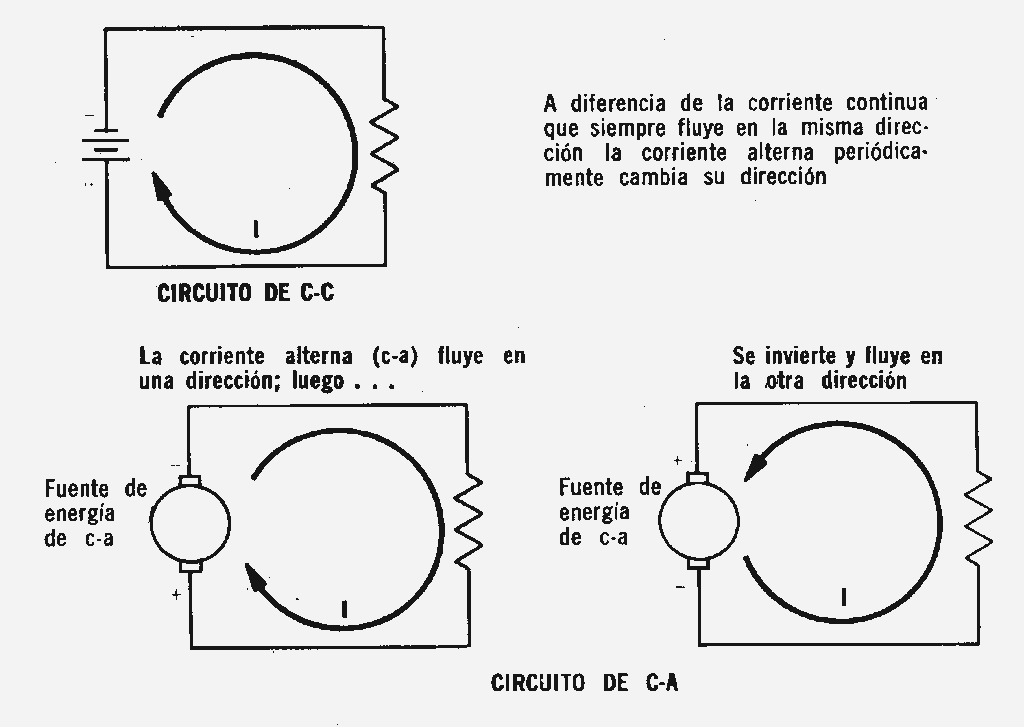 −
I
CIRCUITO DE C-C
A diferencia de la corriente continua
que siempre fluye en la misma direc-
ción la corriente alterna periódica-
mente cambia su dirección
La corriente alterna (c-a) fluye en
una dirección; luego . . .
−
Fuente de
energía
de c-a
+
I
Se invierte y fluye en
la otra dirección
+
Fuente de
energía
de c-a
−
I
CIRCUITO DE C-A